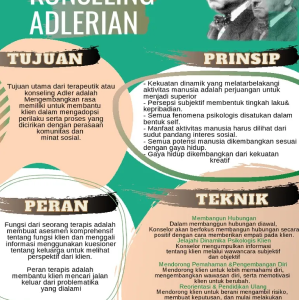 KONSELING
ADLERIAN
TUJUAN
Tujuan utama dari terapeutik atau
konseling Adler adalah
Mengembangkan rasa
memiliki untuk membantu
klien dalam mengadopsi
perilaku serta proses yang
dicirikan dengan perasaan
komunitas dan
minat sosial.
PRINSIP
- Kekuatan dinamik yang melatarbelakangi
aktivitas manusia adalah perjuangan untuk
menjadi superior
- Persepsi subjektif membentuk tingkah laku&
kepribadian.
- Semua fenomena psikologis disatukan dalam
bentuk self.
- Manfaat aktivitas manusia harus dilihat dari
sudut pandang interes sosial.
- Semua potensi manusia dikembangkan sesuai
dengan gaya hidup.
- Gaya hidup dikembangkan dari kekuatan
kreatif
PERAN
Fungsi dari seorang terapis adalah
membuat asesmen komprehensif
tentang fungsi klien dan menggali
informasi menggunakan kuesioner
tentang keluarga untuk melihat
perspektif dari klien.
Peran terapis adalah
membantu klien mencari jalan
keluar dari problematika
yang dialami
TEKNIK
Membangun Hubungan
Dalam membangun hubungan diawal,
Konselor akan berfokus membangun hubungan secara
positif dengan cara memberikan empati pada klien.
Jelajahi Dinamika Psikologis Klien
Konselor mengumpulkan informasi
tentang klien melalui wawancara subjektif
dan objektif
Mendorong Pemahaman &Pengembangan Diri
Mendorong klien untuk lebih memahami diri,
mengembangkan wawasan diri, serta memotivasi
klien untuk berubah.
Reorientasi & Pendidikan Ulang
Mendorong klien untuk berani mengambil risiko,
membuat keputusan, dan mulai melakukan